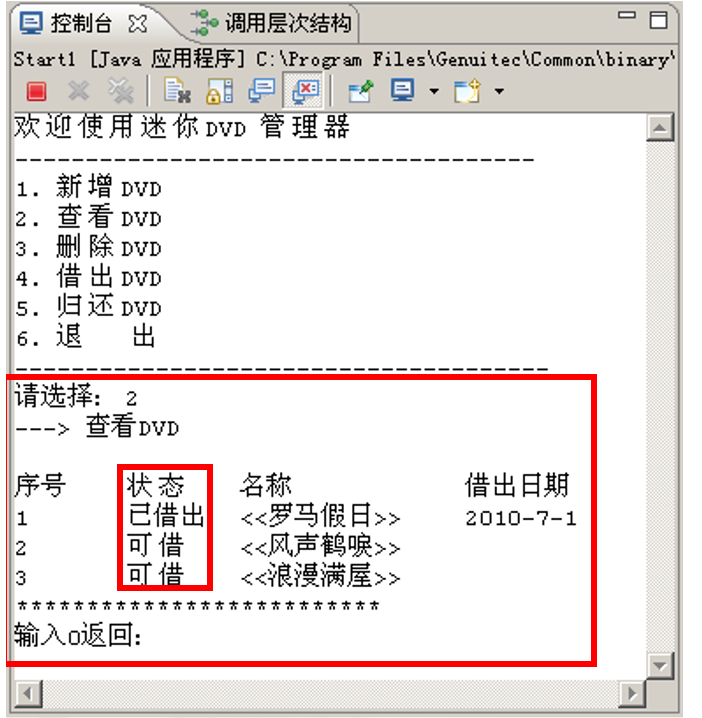 控制台 调用层次结构
Start1 [Java 应用程序] C:\Program Files\Genuitec\Common\binary\
欢迎使用迷你DVD 管理器
-------------------------------------
1. 新增DVD
2. 查看DVD
3. 删除DVD
4. 借出DVD
5. 归还DVD
6. 退 出
--------------------------------------
请选择: 2
---> 查看DVD
序号 状态 名称 借出日期
1 已借出 <<罗马假日>> 2010-7-1
2 可借 <<风声鹤唳>>
3 可借 <<浪漫满屋>>
**************************
输入0返回: